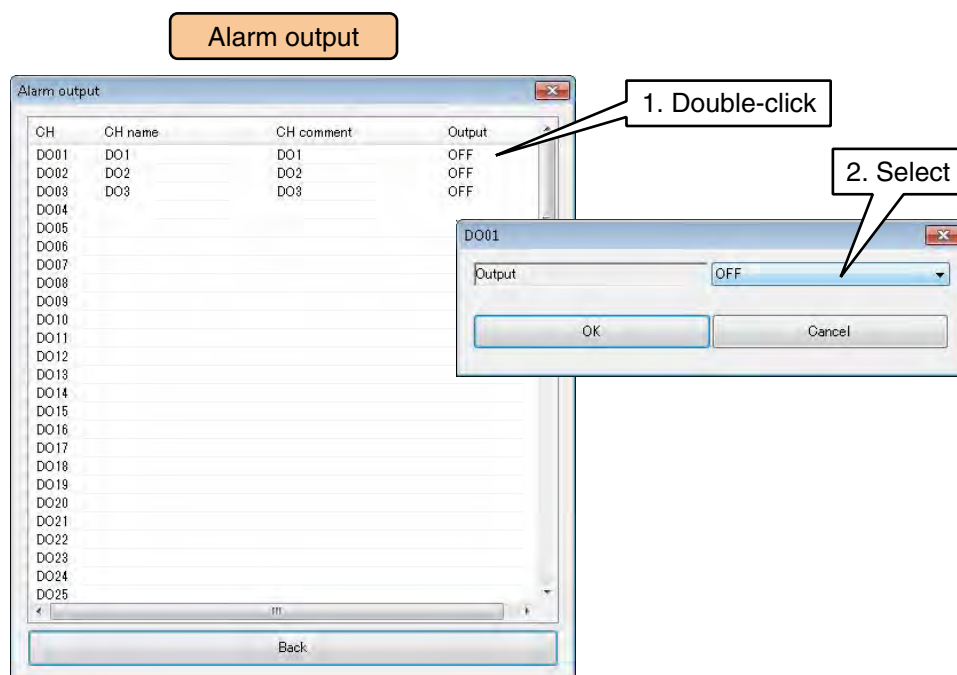 Alarm output
Alarm output
1. Double-click
CH CH name CH comment Output
DO01 DO1 DO1 OFF
DO02 DO2 DO2 OFF
DO03 DO3 DO3 OFF
DO04
DO05
DO06
DO07
DO08
DO09
DO10
DO11
DO12
DO13
DO14
DO15
DO16
DO17
DO18
DO19
DO20
DO21
DO22
DO23
DO24
DO25
Back
2. Select
DO01
Output OFF
OK Cancel